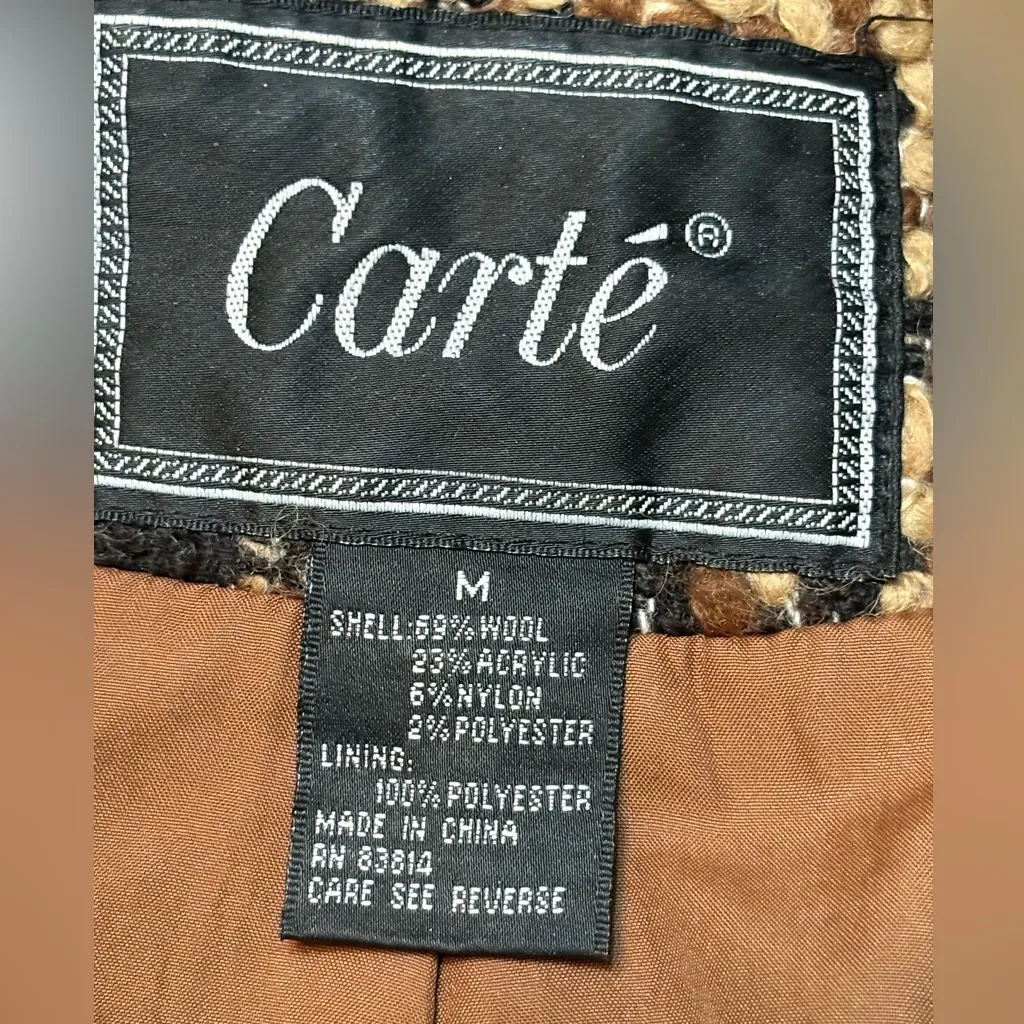 Carté®
M
SHELL:69% WOOL
23% ACRYLIC
6% NYLON
2% POLYESTER
LINING:
100% POLYESTER
MADE IN CHINA
RN 83814
CARE SEE REVERSE